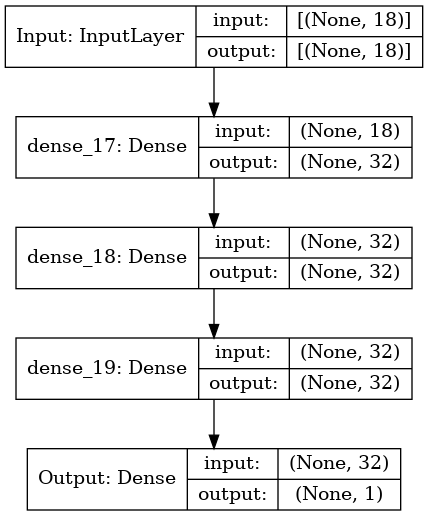 Input: InputLayer
input: [(None, 18)]
output: [(None, 18)]
dense_17: Dense
input: (None, 18)
output: (None, 32)
dense_18: Dense
input: (None, 32)
output: (None, 32)
dense_19: Dense
input: (None, 32)
output: (None, 32)
Output: Dense
input: (None, 32)
output: (None, 1)